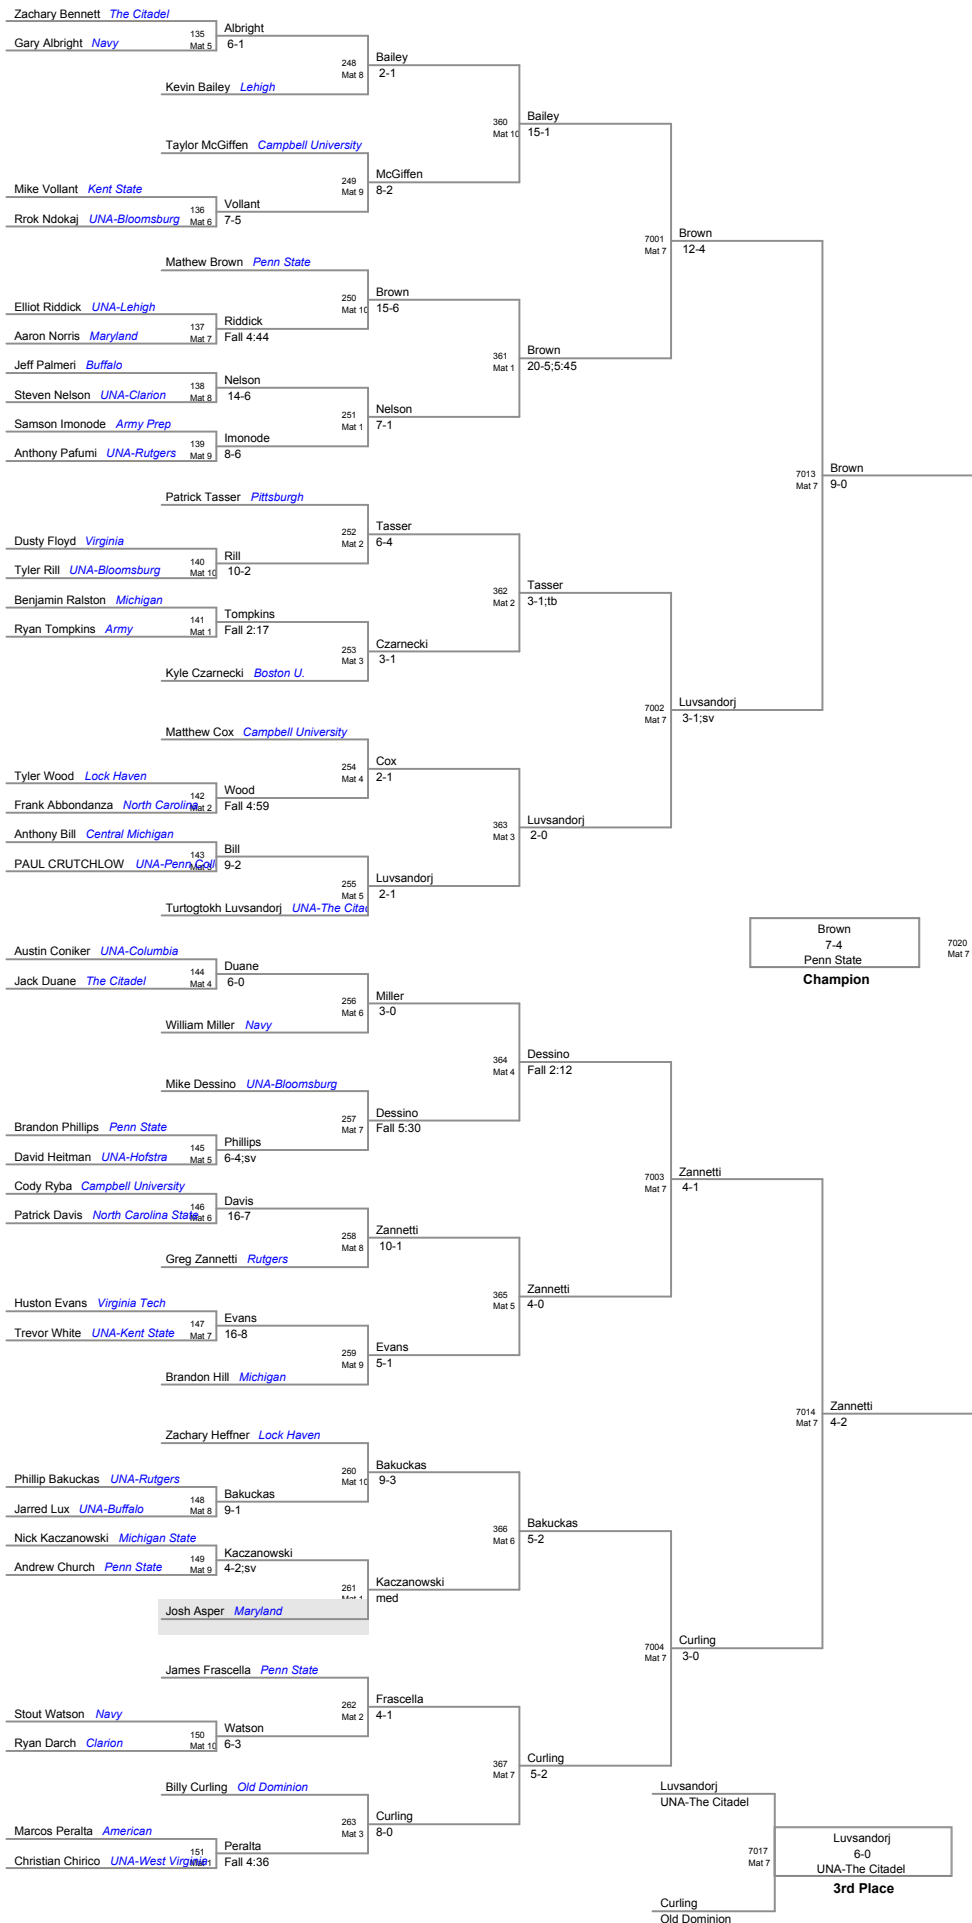 Zachary Bennett The Citadel
135 Albright
Gary Albright Navy Mat 5 6-1
248 Bailey
Mat 8 2-1
Kevin Bailey Lehigh
360 Bailey
Mat 10 15-1
Taylor McGiffen Campbell University
249 McGiffen
Mat 9 8-2
Mike Vollant Kent State
136 Vollant
Rrok Ndokaj UNA-Bloomsburg Mat 6 7-5
7001 Brown
Mat 7 12-4
Mathew Brown Penn State
250 Brown
Mat 10 15-6
Elliot Riddick UNA-Lehigh
137 Riddick
Aaron Norris Maryland Mat 7 Fall 4:44
361 Brown
Mat 1 20-5;5:45
Jeff Palmeri Buffalo
138 Nelson
Steven Nelson UNA-Clarion Mat 8 14-6
251 Nelson
Mat 1 7-1
Samson Imonode Army Prep
139 Imonode
Anthony Pafumi UNA-Rutgers Mat 9 8-6
7013 Brown
Mat 7 9-0
Patrick Tasser Pittsburgh
252 Tasser
Mat 2 6-4
Dusty Floyd Virginia
140 Rill
Tyler Rill UNA-Bloomsburg Mat 10 10-2
362 Tasser
Mat 2 3-1;tb
Benjamin Ralston Michigan
141 Tompkins
Ryan Tompkins Army Mat 1 Fall 2:17
253 Czarnecki
Mat 3 3-1
Kyle Czarnecki Boston U.
7002 Luvsandorj
Mat 7 3-1;sv
Matthew Cox Campbell University
254 Cox
Mat 4 2-1
Tyler Wood Lock Haven
142 Wood
Frank Abbondanza North Carolina Mat 2 Fall 4:59
363 Luvsandorj
Mat 3 2-0
Anthony Bill Central Michigan
143 Bill
PAUL CRUTCHLOW UNA-Penn Coll 9-2
255 Luvsandorj
Mat 5 2-1
Turtogtokh Luvsandorj UNA-The Citad
Brown
7-4
Penn State
Champion
7020
Mat 7
Austin Coniker UNA-Columbia
144 Duane
Jack Duane The Citadel Mat 4 6-0
256 Miller
Mat 6 3-0
William Miller Navy
364 Dessino
Mat 4 Fall 2:12
Mike Dessino UNA-Bloomsburg
257 Dessino
Mat 7 Fall 5:30
Brandon Phillips Penn State
145 Phillips
David Heitman UNA-Hofstra Mat 5 6-4;sv
7003 Zannetti
Mat 7 4-1
Cody Ryba Campbell University
146 Davis
Patrick Davis North Carolina State Mat 6 16-7
258 Zannetti
Mat 8 10-1
Greg Zannetti Rutgers
365 Zannetti
Mat 5 4-0
Huston Evans Virginia Tech
147 Evans
Trevor White UNA-Kent State Mat 7 16-8
259 Evans
Mat 9 5-1
Brandon Hill Michigan
7014 Zannetti
Mat 7 4-2
Zachary Heffner Lock Haven
260 Bakuckas
Mat 10 9-3
Phillip Bakuckas UNA-Rutgers
148 Bakuckas
Jarred Lux UNA-Buffalo Mat 8 9-1
366 Bakuckas
Mat 6 5-2
Nick Kaczanowski Michigan State
149 Kaczanowski
Andrew Church Penn State Mat 9 4-2;sv
261 Kaczanowski
med
Josh Asper Maryland
7004 Curling
Mat 7 3-0
James Frascella Penn State
262 Frascella
Mat 2 4-1
Stout Watson Navy
150 Watson
Ryan Darch Clarion Mat 10 6-3
367 Curling
Mat 7 5-2
Billy Curling Old Dominion
263 Curling
Mat 3 8-0
Marcos Peralta American
151 Peralta
Christian Chirico UNA-West Virginia Fall 4:36
Luvsandorj
UNA-The Citadel
7017
Mat 7
Luvsandorj
6-0
UNA-The Citadel
3rd Place
Curling
Old Dominion